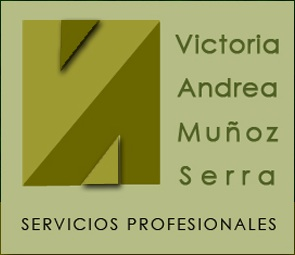 Victoria
Andrea
Muñoz
Serra
SERVICIOS PROFESIONALES